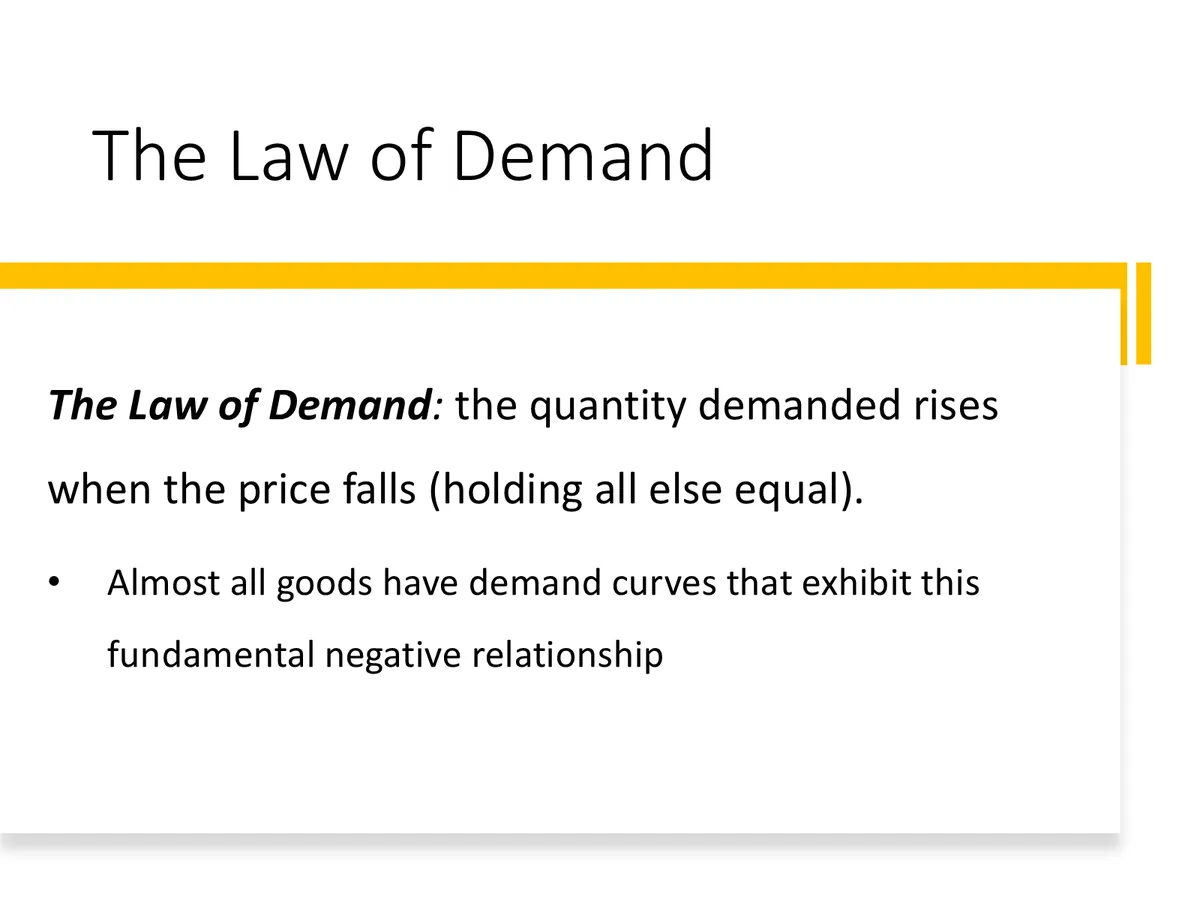 The Law of Demand
The Law of Demand: the quantity demanded rises
when the price falls (holding all else equal).
• Almost all goods have demand curves that exhibit this
fundamental negative relationship